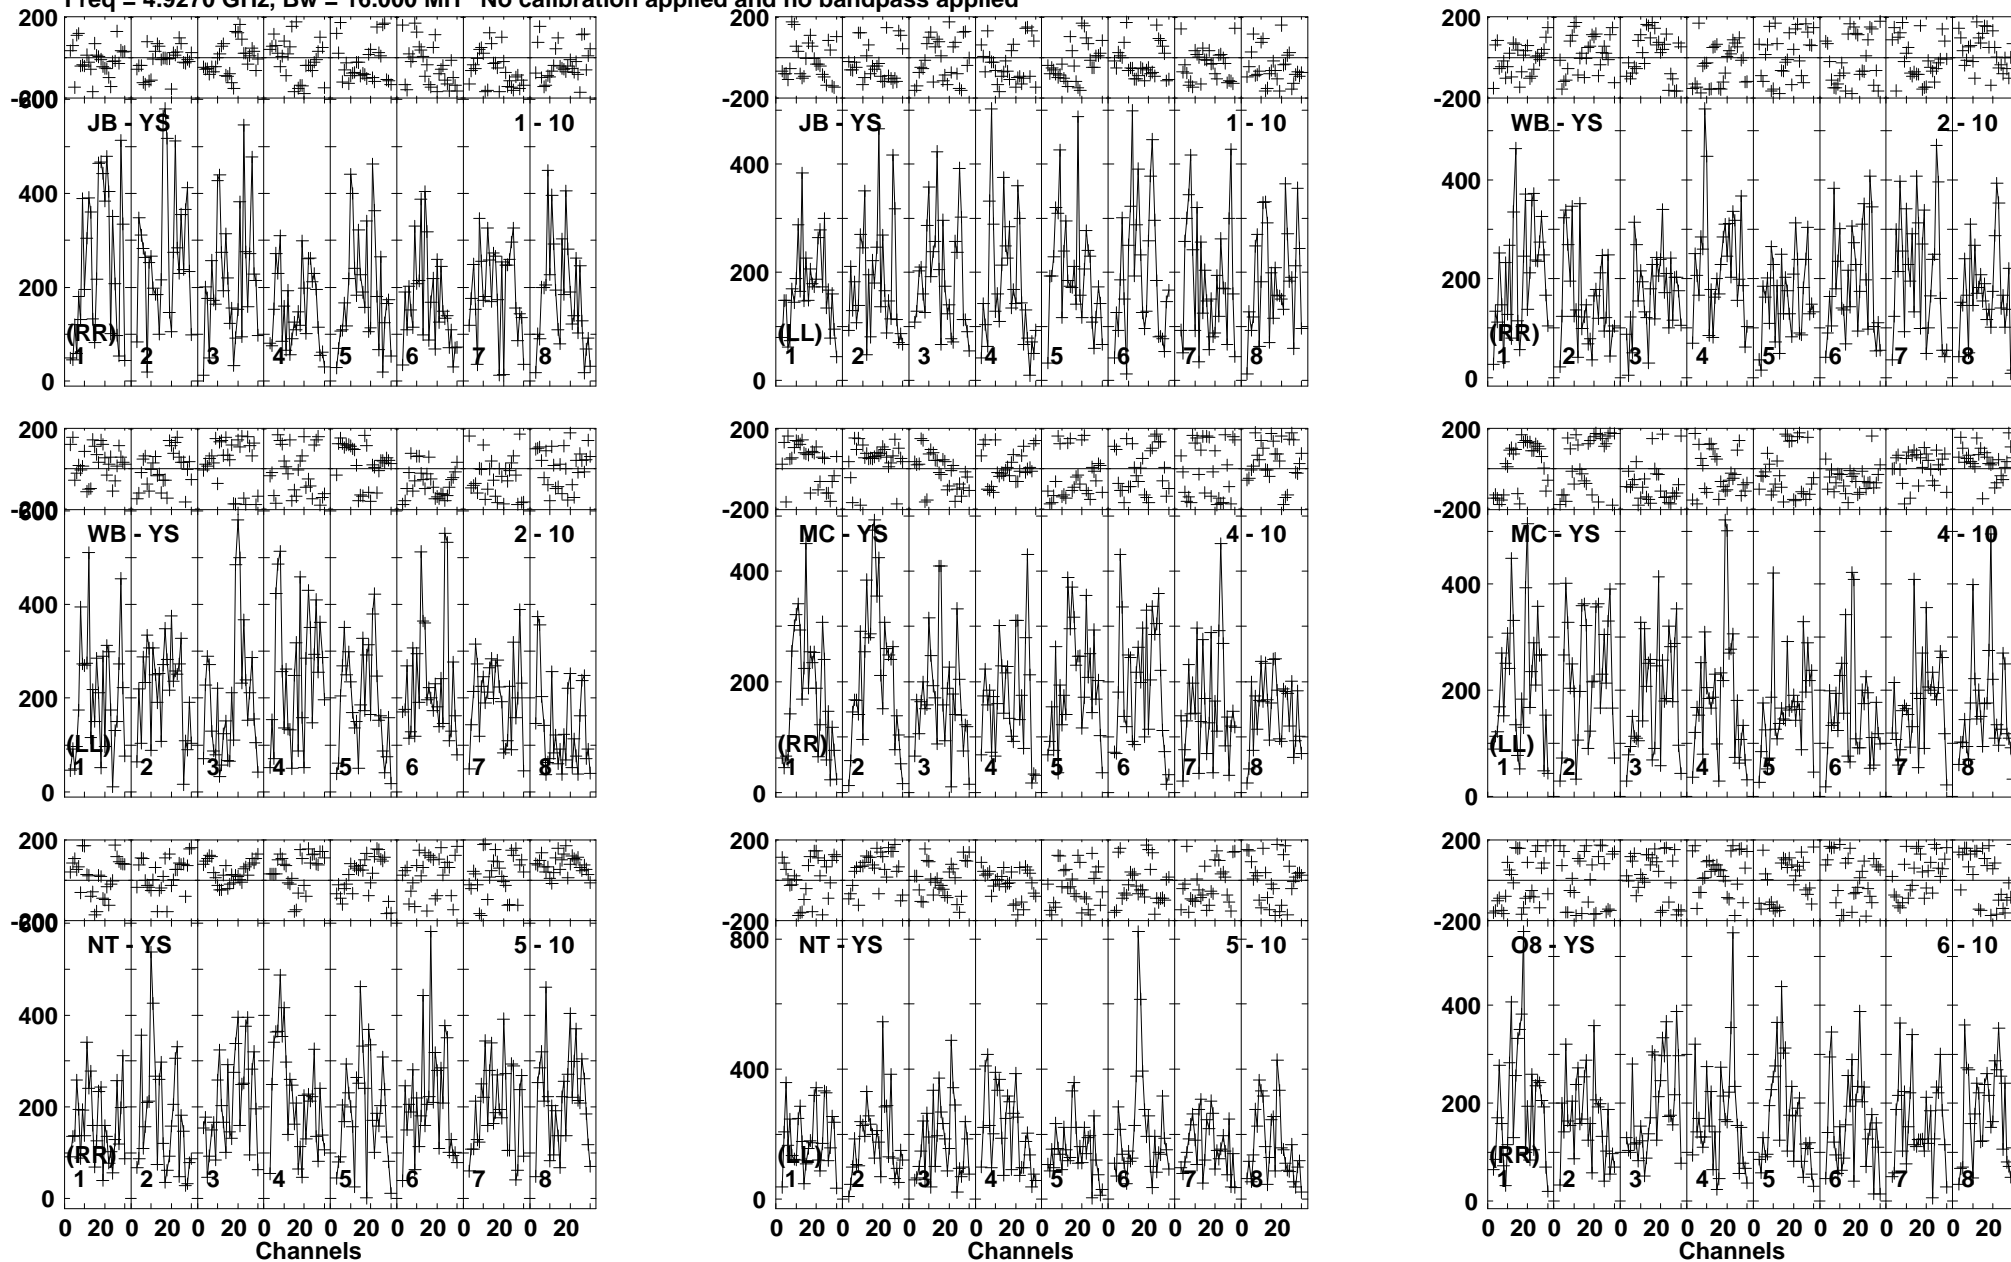 Freq = 4.9270 GHz, Bw = 16.000 MH No calibration applied and no bandpass applied
200 200 200
-200 -200
600
JB - YS 1 - 10 JB - YS 1 - 10 WB - YS 2 - 10
400 400 400
200 200 200
(RR) (LL) (RR)
1 2 3 4 5 6 7 8 1 2 3 4 5 6 7 8 1 2 3 4 5 6 7 8
0 0 0
200 200 200
-200 -200
600
WB - YS 2 - 10 MC - YS 4 - 10 MC - YS 4 - 10
400 400 400
200 200 200
(LL) (RR) (LL)
1 2 3 4 5 6 7 8 1 2 3 4 5 6 7 8 1 2 3 4 5 6 7 8
0 0 0
200 200 200
-200 -200
600
NT - YS 5 - 10 NT - YS 5 - 10 O8 - YS 6 - 10
800
400 400 400
200 200
(RR) (LL) (RR)
1 2 3 4 5 6 7 8 1 2 3 4 5 6 7 8 1 2 3 4 5 6 7 8
0 0 0
0 20 0 20 0 20 0 20 0 20 0 20 0 20 0 20 0 20 0 20 0 20 0 20 0 20 0 20 0 20 0 20 0 20 0 20 0 20 0 20 0 20 0 20 0 20 0 20
Channels Channels Channels